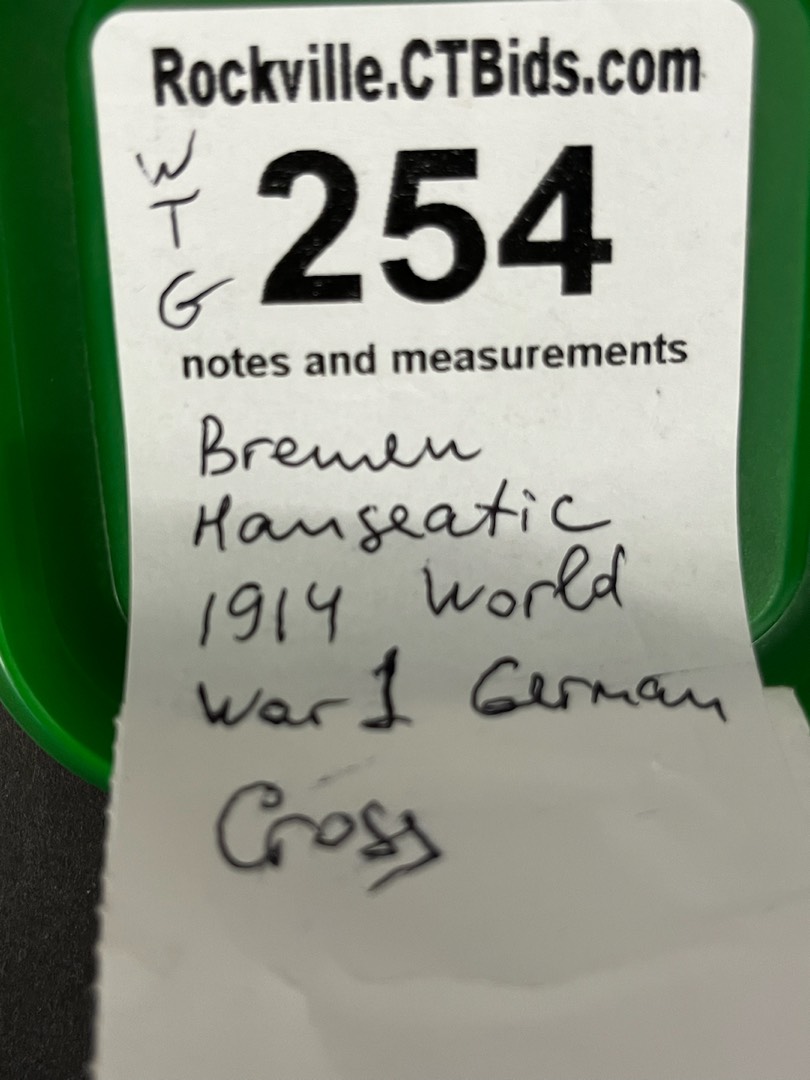 Rockville.CTBids.com
W
T
G
254
notes and measurements
Bremen
Hanseatic
1914 World
War 1 German
Cross